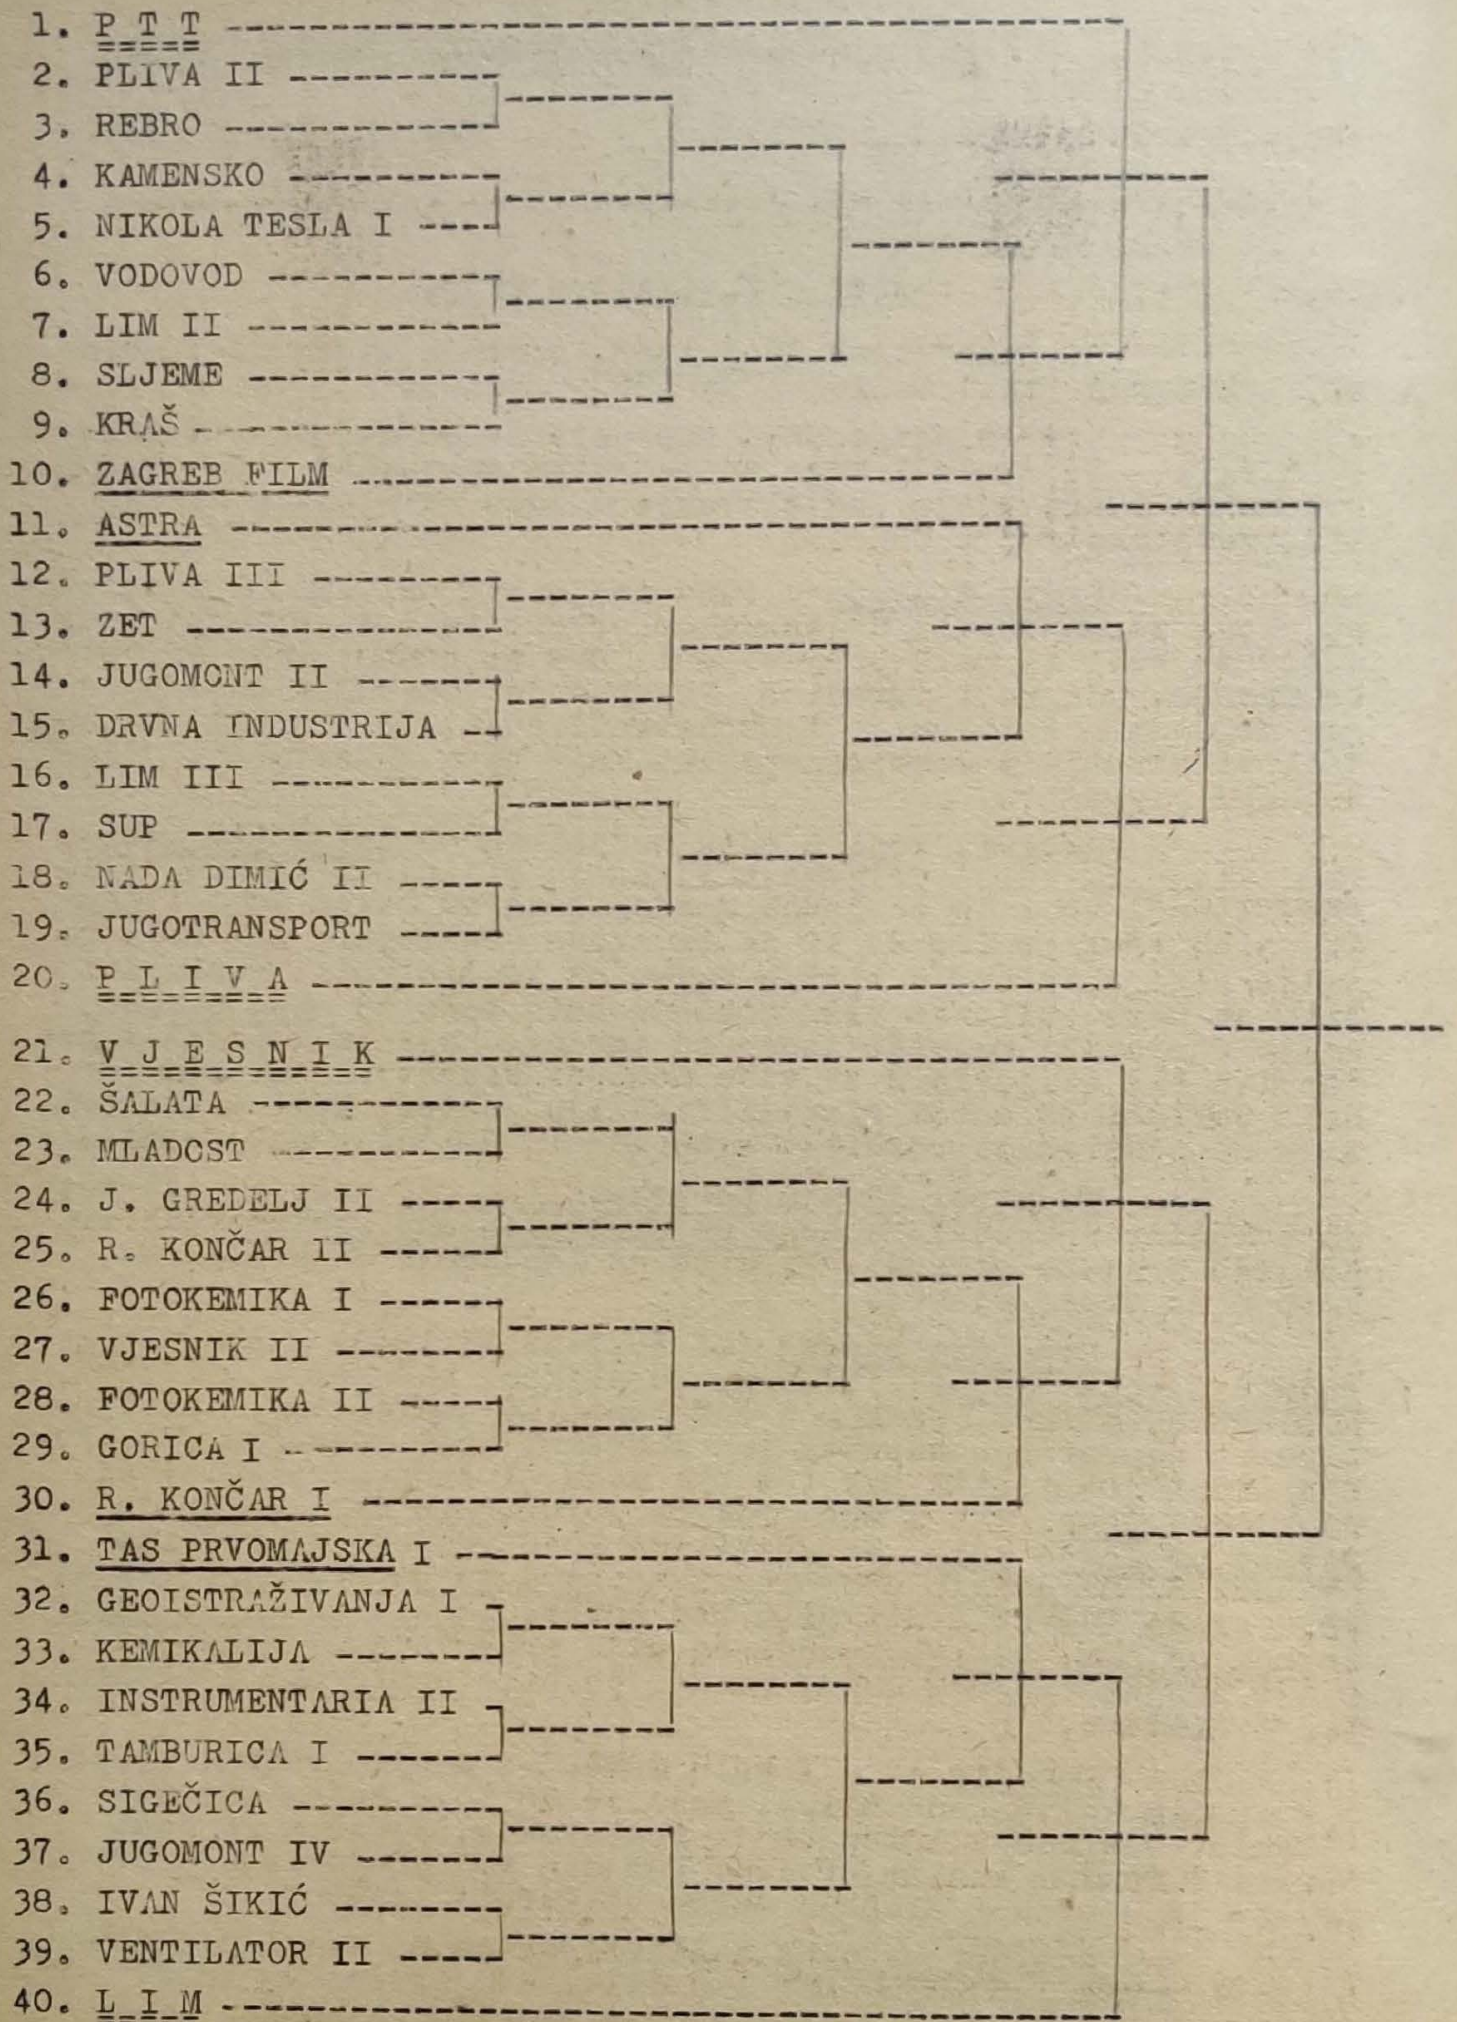 1. P T T
2. PLIVA II
3. REBRO
4. KAMENSKO
5. NIKOLA TESLA I
6. VODOVOD
7. LIM II
8. SLJEME
9. KRAŠ
10. ZAGREB FILM
11. ASTRA
12. PLIVA III
13. ZET
14. JUGOMONT II
15. DRVNA INDUSTRIJA
16. LIM III
17. SUP
18. NADA DIMIĆ II
19. JUGOTRANSPORT
20. P L I V A
21. V J E S N I K
22. ŠALATA
23. MLADOST
24. J. GREDELJ II
25. R. KONČAR II
26. FOTOKEMIKA I
27. VJESNIK II
28. FOTOKEMIKA II
29. GORICA I
30. R. KONČAR I
31. TAS PRVOMAJSKA I
32. GEOISTRAŽIVANJA I
33. KEMIKALIJA
34. INSTRUMENTARIA II
35. TAMBURICA I
36. SIGEČICA
37. JUGOMONT IV
38. IVAN ŠIKIĆ
39. VENTILATOR II
40. L I M